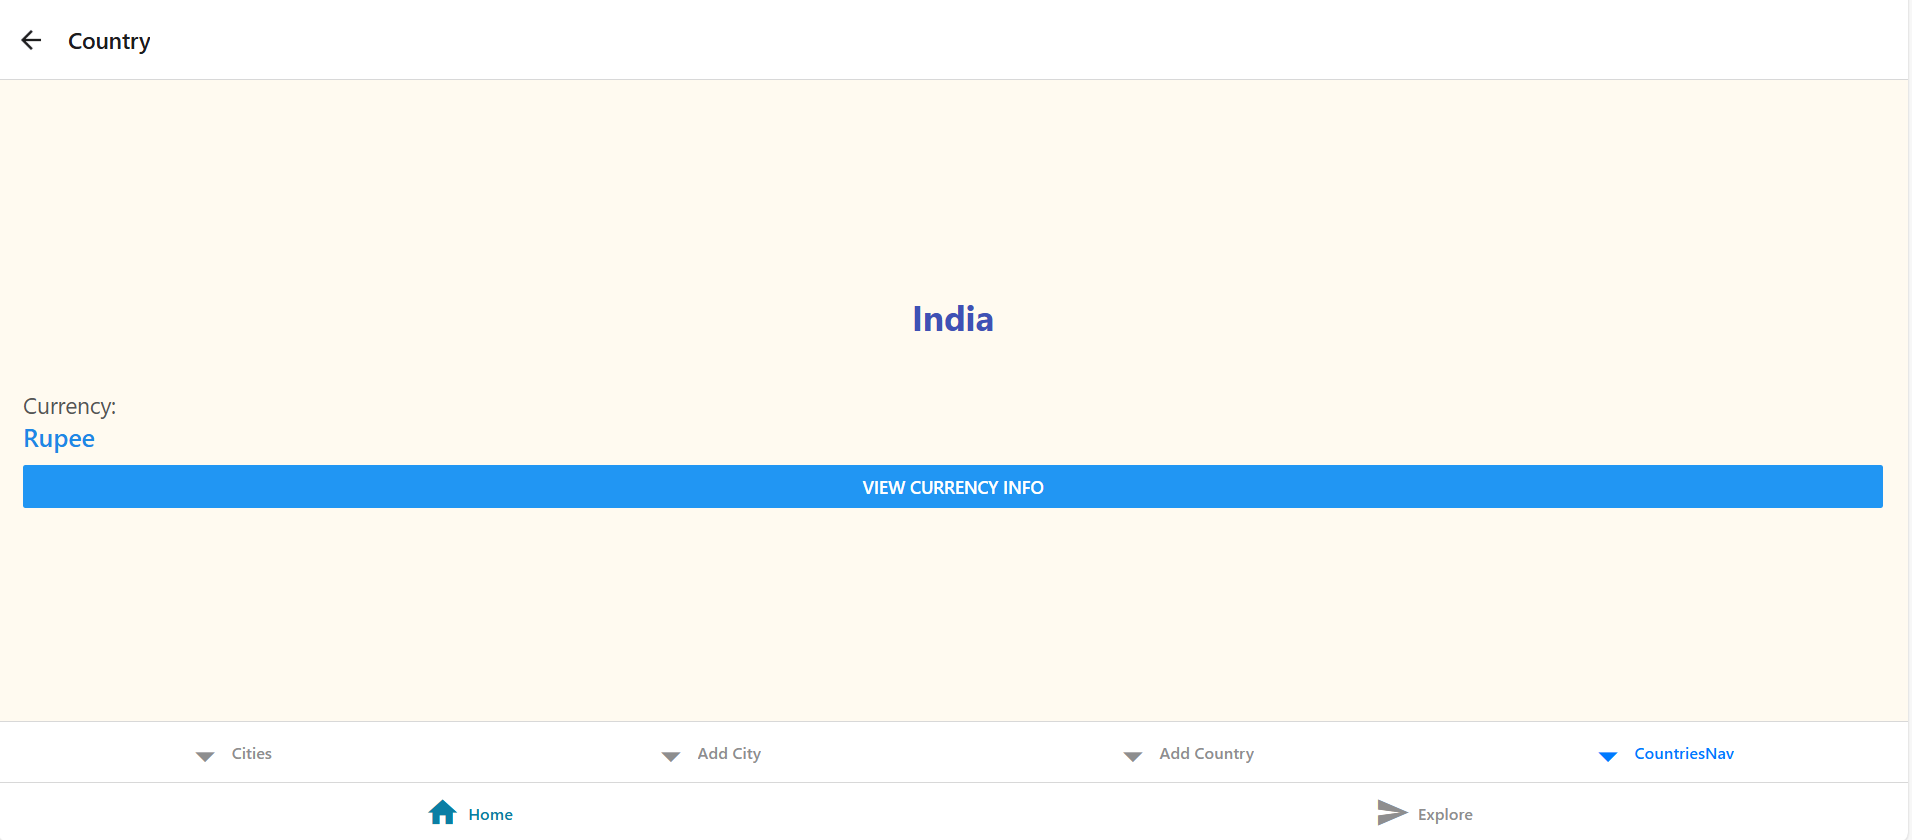 Country
India
Currency:
Rupee
VIEW CURRENCY INFO
Cities
Add City
Add Country
CountriesNav
Home
Explore